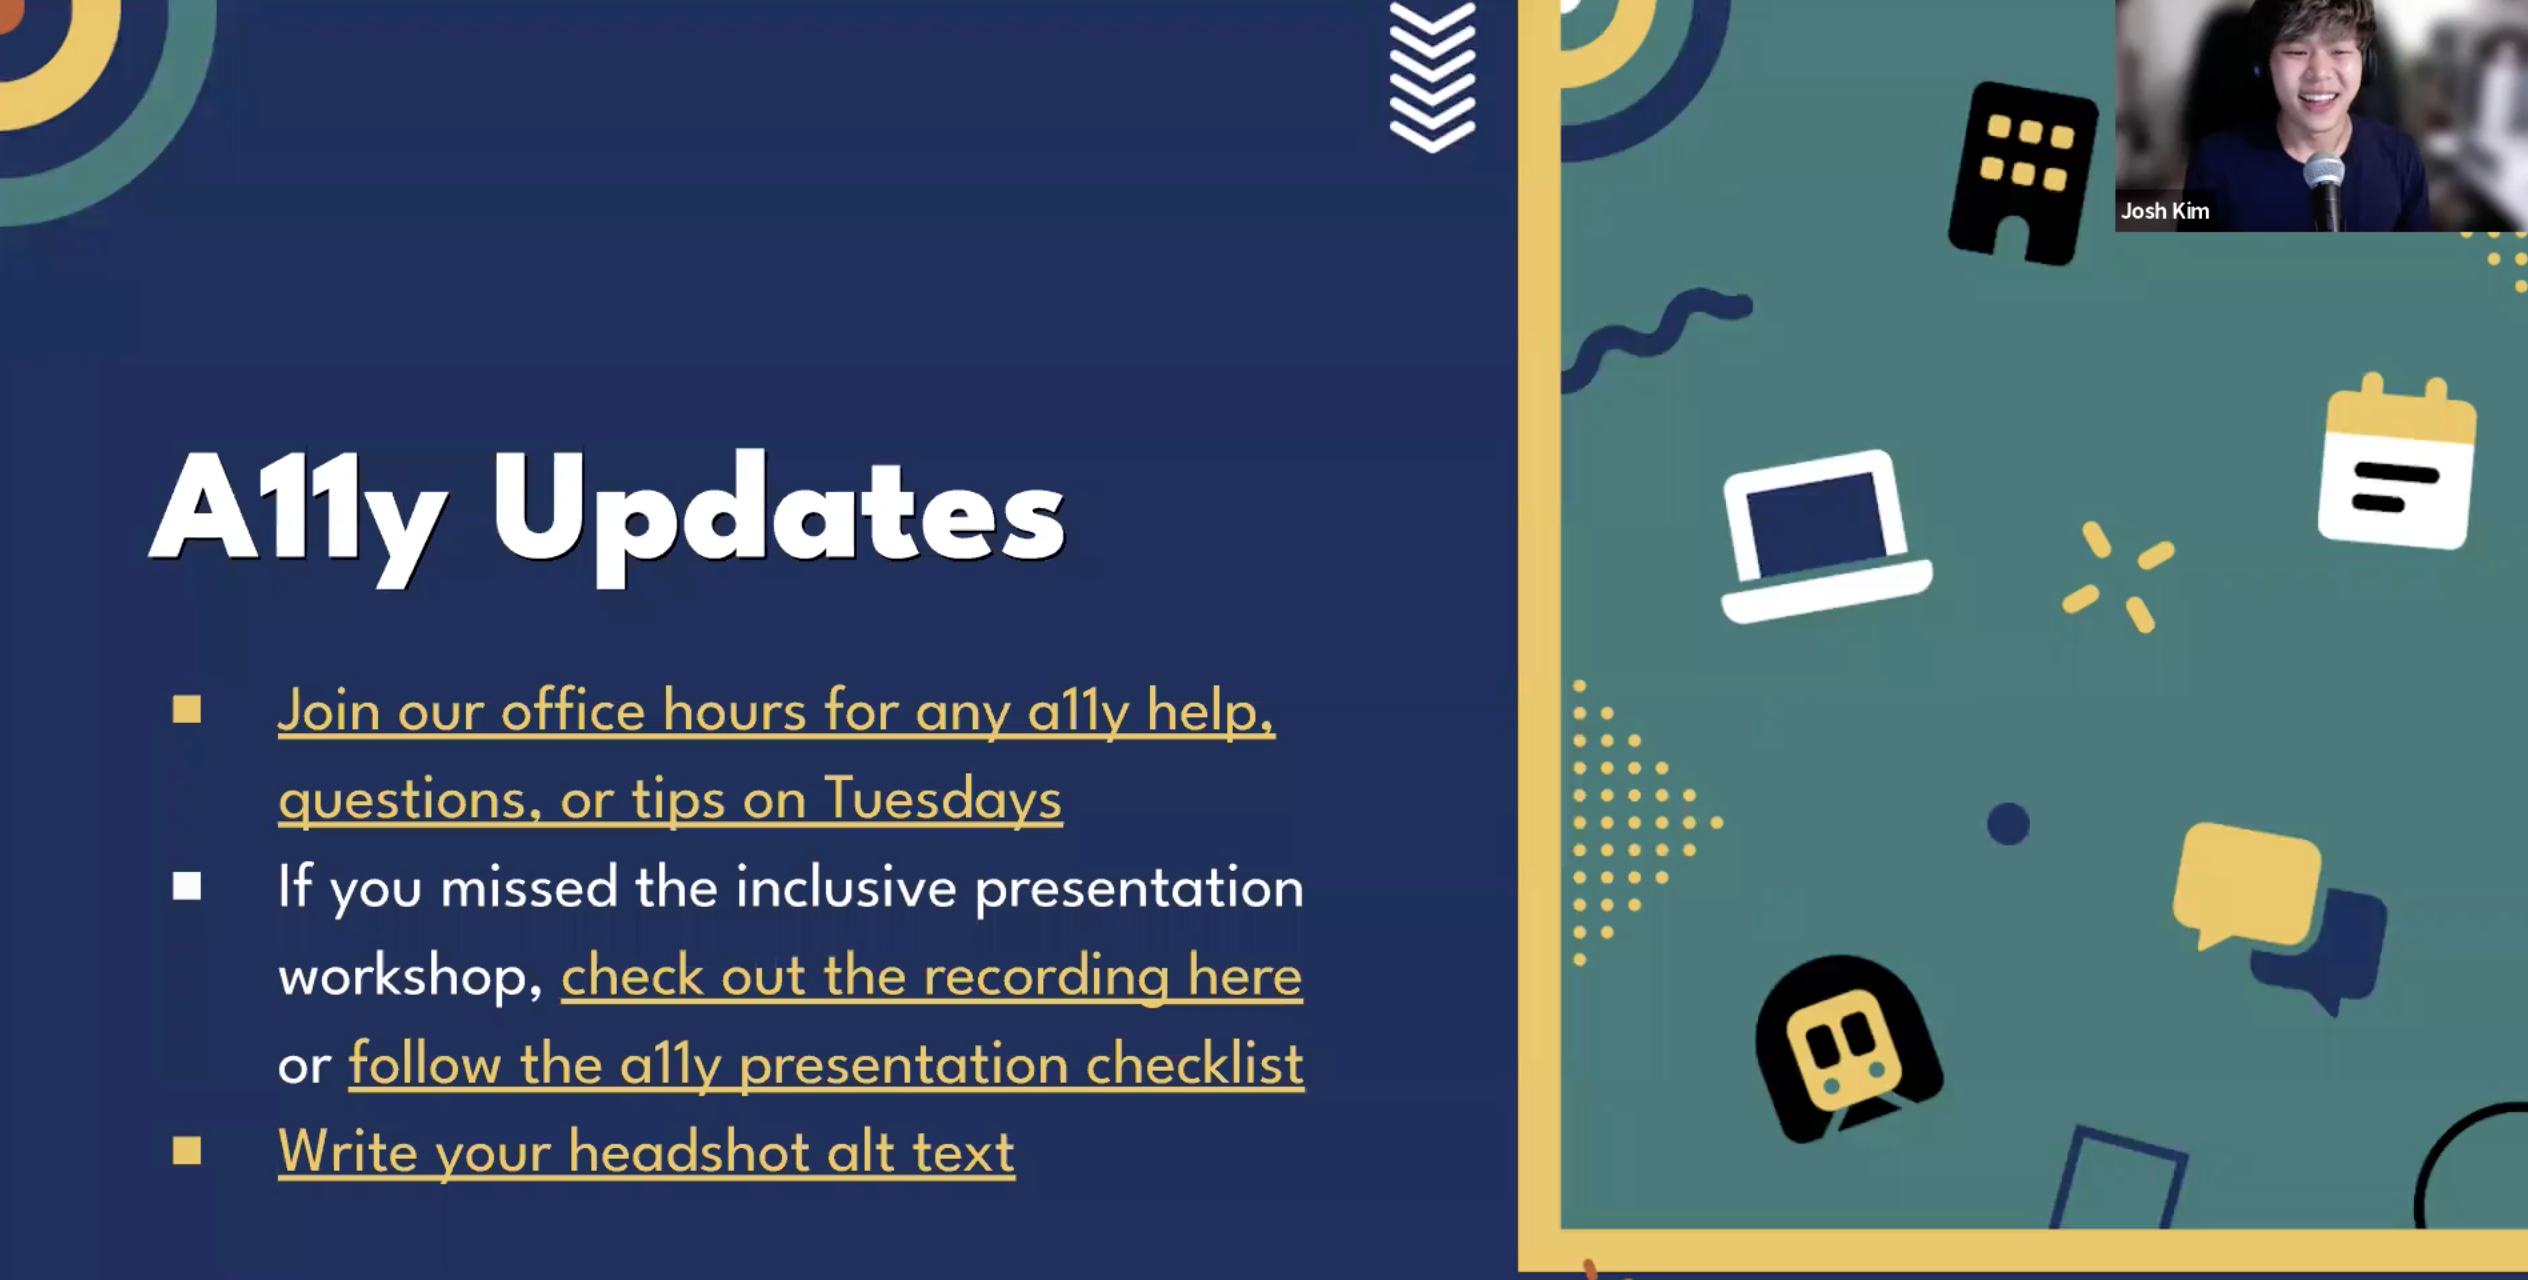 Josh Kim
A11y Updates
Join our office hours for any a11y help,
questions, or tips on Tuesdays
If you missed the inclusive presentation
workshop, check out the recording here
or follow the a11y presentation checklist
Write your headshot alt text